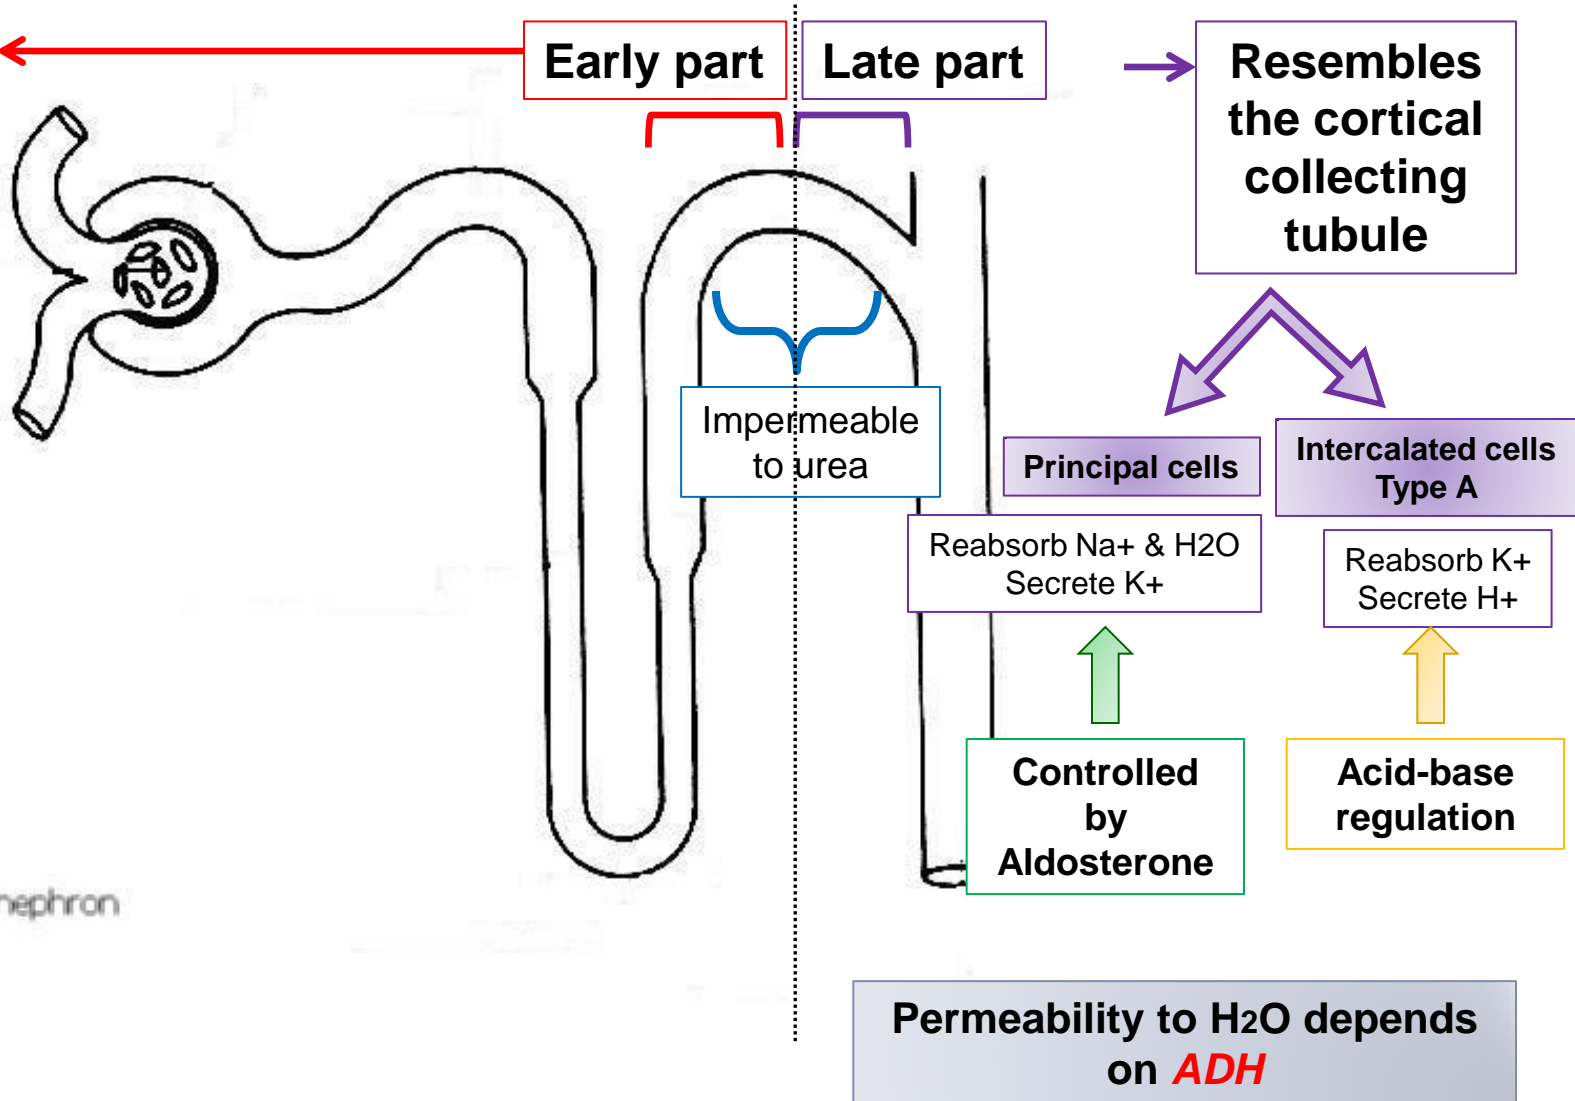 Early part
Late part
Resembles
the cortical
collecting
tubule
Impermeable
to urea
Principal cells
Intercalated cells
Type A
Reabsorb Na+ & H2O
Secrete K+
Reabsorb K+
Secrete H+
Controlled
by
Aldosterone
Acid-base
regulation
nephron
Permeability to H2O depends
on ADH